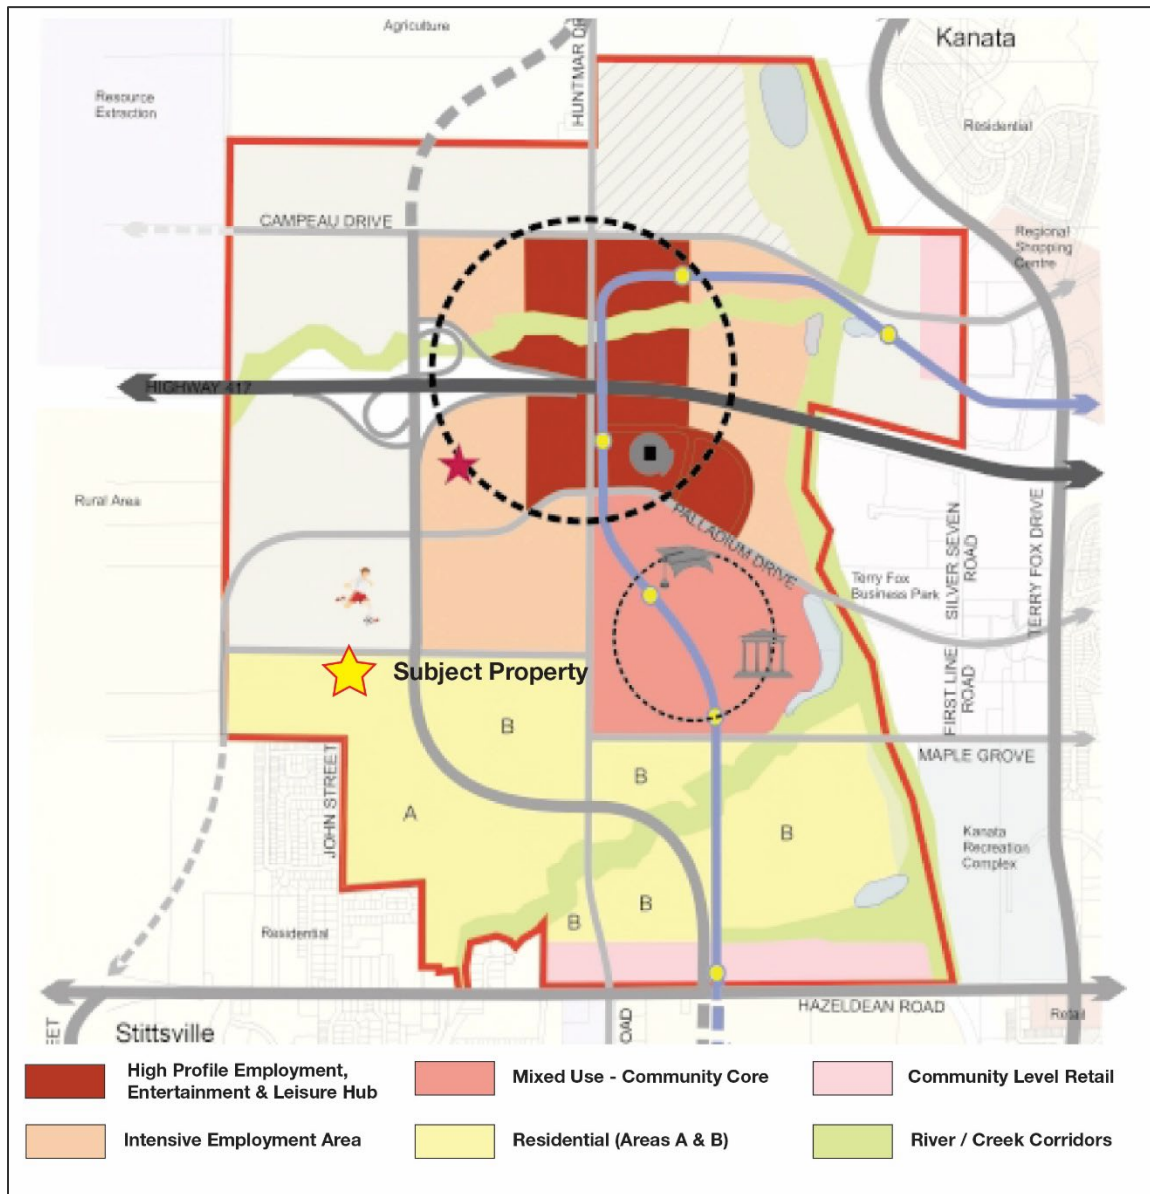 Agriculture
HUNTMAR DR
Kanata
Resource
Extraction
Residential
CAMPEAU DRIVE
Regional
Shopping
Centre
HIGHWAY 417
Rural Area
PALLADIUM DRIVE
SILVER SEVEN
ROAD
TERRY FOX DRIVE
Terry Fox
Business Park
Subject Property
FIRST LINE
ROAD
B
MAPLE GROVE
JOHN STREET
B
A
B
Kanata
Recreation
Complex
B
B
Residential
HAZELDEAN ROAD
Retail
Stittsville
EET
OAD
High Profile Employment,
Entertainment & Leisure Hub
Mixed Use - Community Core
Community Level Retail
Intensive Employment Area
Residential (Areas A & B)
River / Creek Corridors